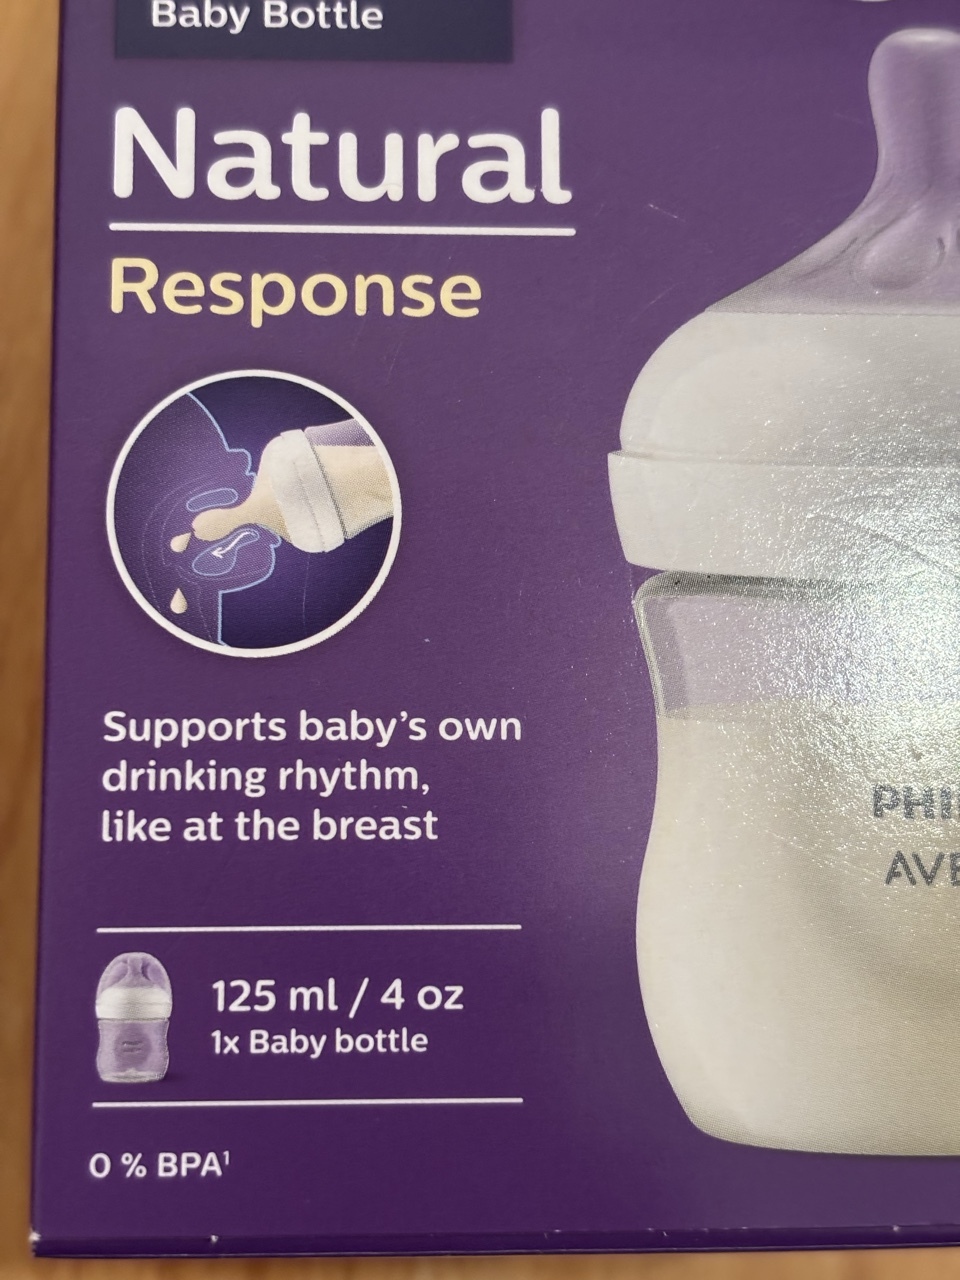 Baby Bottle
Natural
Response
Supports baby's own
drinking rhythm,
like at the breast
125 ml / 4 oz
1x Baby bottle
0 % BPA¹